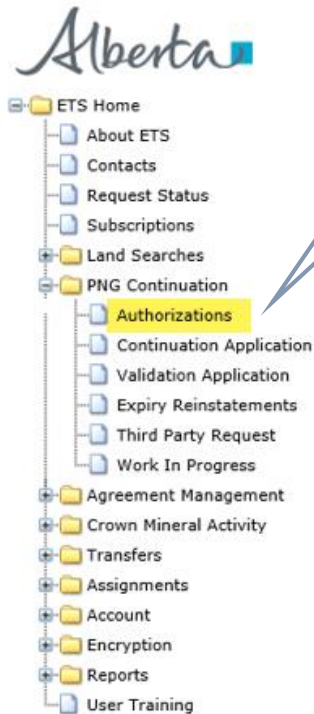 Alberta
ETS Home
About ETS
Contacts
Request Status
Subscriptions
Land Searches
PNG Continuation
Authorizations
Continuation Application
Validation Application
Expiry Reinstatements
Third Party Request
Work In Progress
Agreement Management
Crown Mineral Activity
Transfers
Assignments
Account
Encryption
Reports
User Training